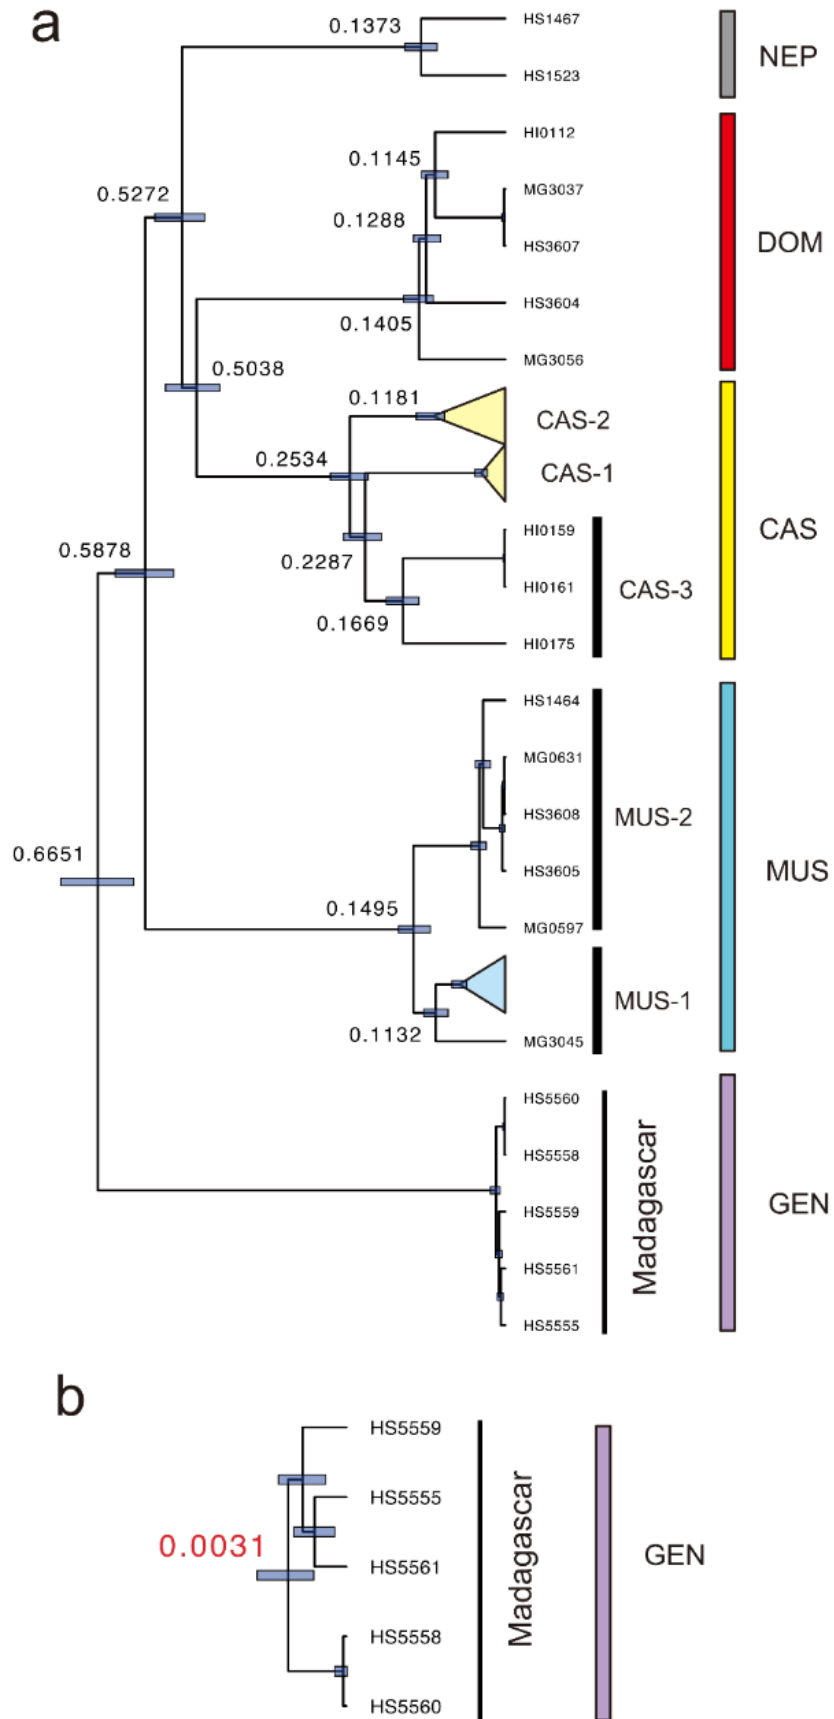 a
0.1373
HS1467
HS1523
NEP
0.5272
0.1145
HI0112
MG3037
0.1288
HS3607
DOM
HS3604
0.1405
MG3056
0.5038
0.1181
CAS-2
0.2534
CAS-1
HI0159
CAS
0.5878
0.2287
HI0161
CAS-3
0.1669
HI0175
HS1464
MG0631
HS3608
MUS-2
0.6651
HS3605
MUS
0.1495
MG0597
MUS-1
0.1132
MG3045
HS5560
HS5558
HS5559
Madagascar
GEN
HS5561
HS5555
b
HS5559
HS5555
0.0031
HS5561
Madagascar
GEN
HS5558
HS5560